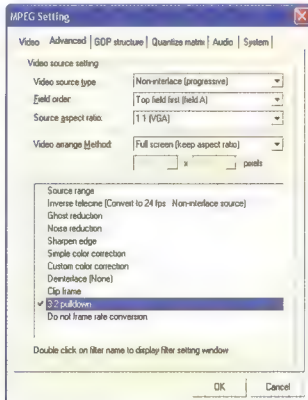 MPEG Setting
Video Advanced GOP structure Quantize matrix Audio System
Video source setting
Video source type Non-interlace (progressive)
Field order Top field first (field A)
Source aspect ratio: 1:1 (VGA)
Video arrange Method: Full screen (keep aspect ratio)
x pixels
Source range
Inverse telecine (Convert to 24 fps Non-interlace source)
Ghost reduction
Noise reduction
Sharpen edge
Simple color correction
Custom color correction
Deinterlace (None)
Clip frame
3:2 pulldown
Do not frame rate conversion
Double click on filter name to display filter setting window
OK Cancel